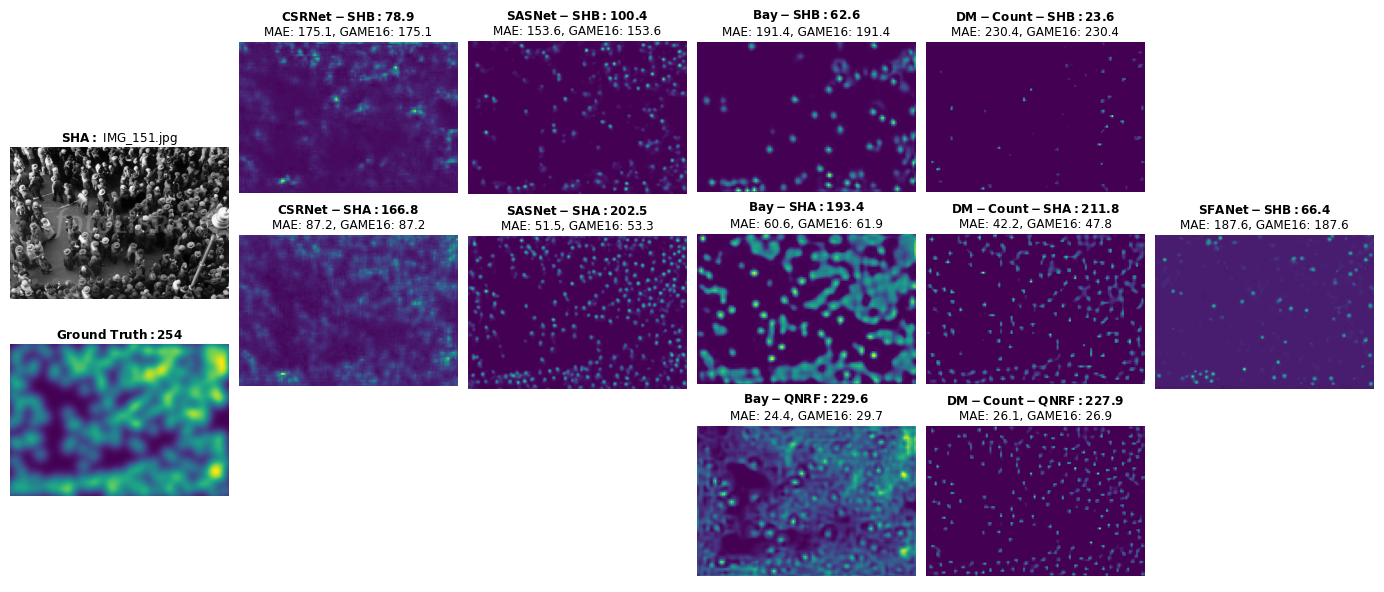 CSRNet−SHB:78.9
MAE: 175.1, GAME16: 175.1
SASNet−SHB:100.4
MAE: 153.6, GAME16: 153.6
Bay−SHB:62.6
MAE: 191.4, GAME16: 191.4
DM−Count−SHB:23.6
MAE: 230.4, GAME16: 230.4
SHA: IMG_151.jpg
CSRNet−SHA:166.8
MAE: 87.2, GAME16: 87.2
SASNet−SHA:202.5
MAE: 51.5, GAME16: 53.3
Bay−SHA:193.4
MAE: 60.6, GAME16: 61.9
DM−Count−SHA:211.8
MAE: 42.2, GAME16: 47.8
SFANet−SHB:66.4
MAE: 187.6, GAME16: 187.6
Ground Truth:254
Bay−QNRF:229.6
MAE: 24.4, GAME16: 29.7
DM−Count−QNRF:227.9
MAE: 26.1, GAME16: 26.9